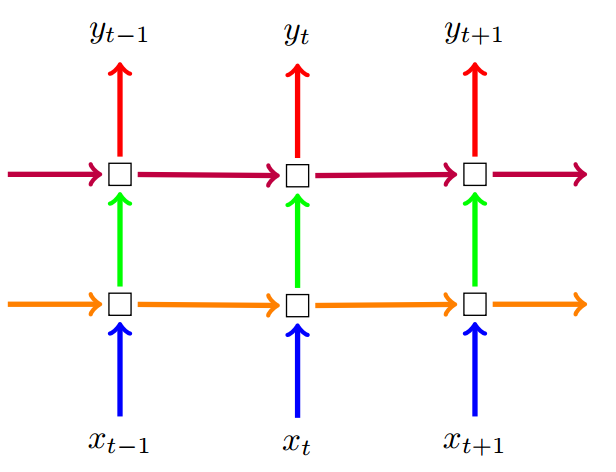 y_{t-1} y_t y_{t+1}
x_{t-1} x_t x_{t+1}